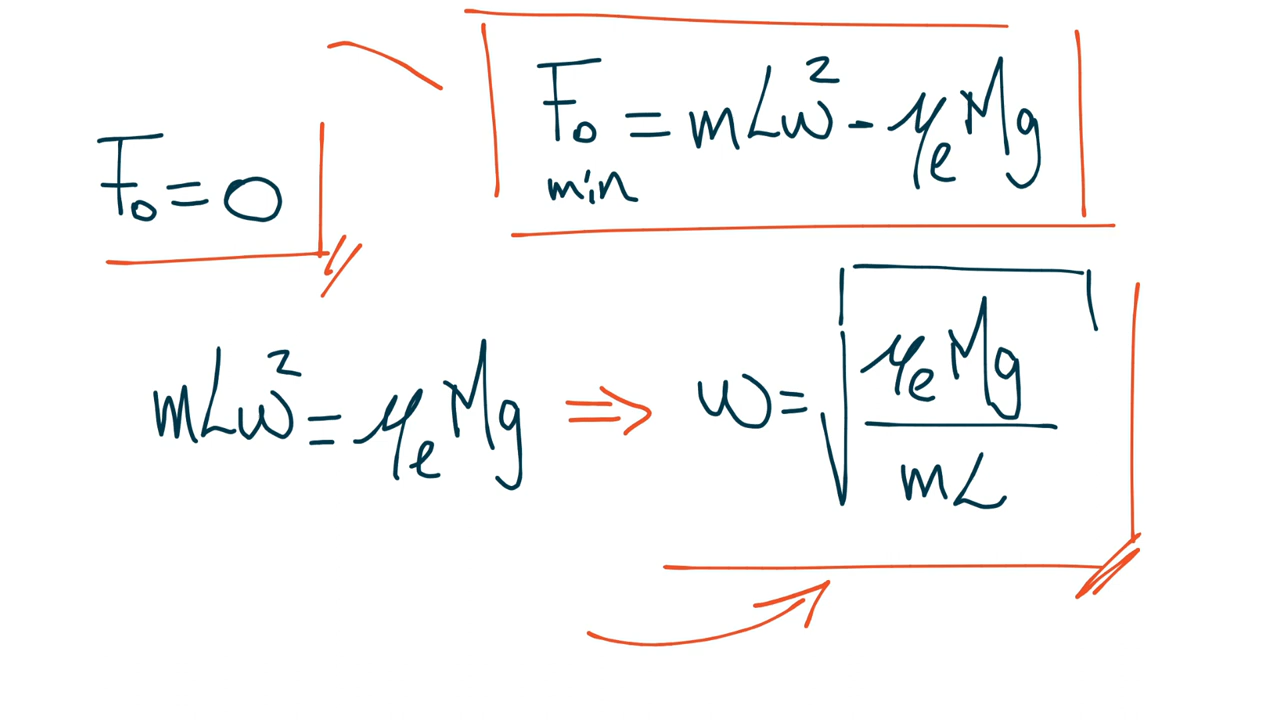 F₀ = mLω² - μₑMg
min
F₀ = 0
mLω² = μₑMg ⇒ ω = √(μₑMg / mL)